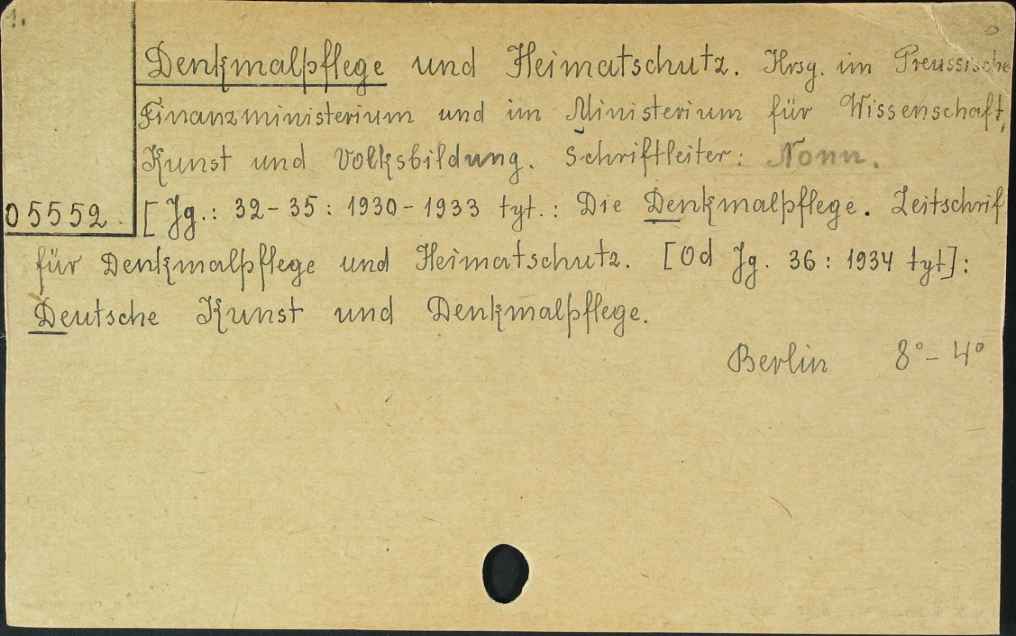 1.
Denkmalpflege und Heimatschutz. Hrsg. im Preussische
Finanzministerium und im Ministerium für Wissenschaft,
Kunst und Volksbildung. Schriftleiter: Nonn.
05552. [Jg.: 32-35: 1930-1933 tyt.: Die Denkmalpflege. Zeitschrif
für Denkmalpflege und Heimatschutz. [Od Jg. 36: 1934 tyt]:
Deutsche Kunst und Denkmalpflege.
Berlin 8°- 4°